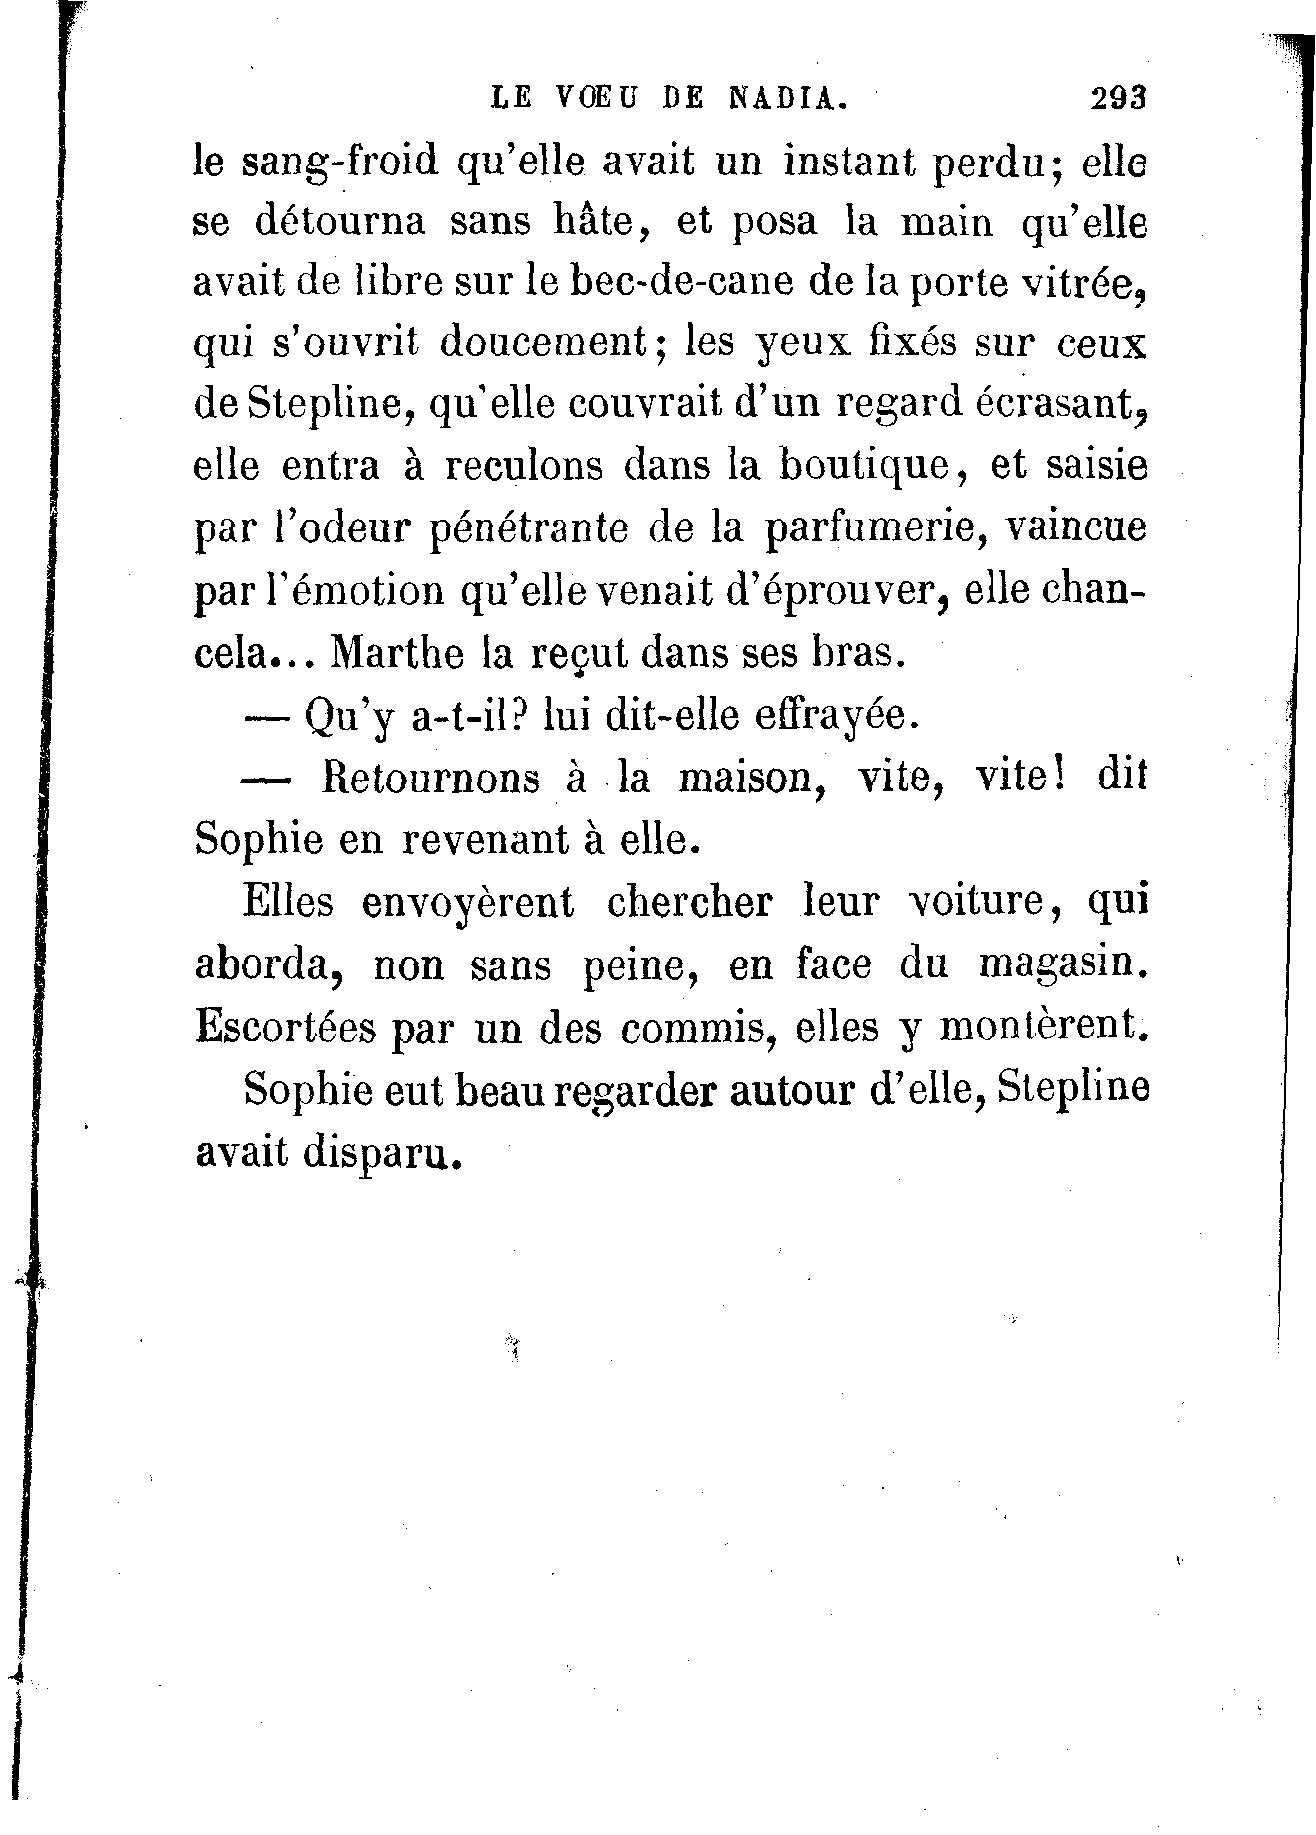 LE VŒU DE NADIA. 293
le sang-froid qu'elle avait un instant perdu; elle
se détourna sans hâte, et posa la main qu'elle
avait de libre sur le bec-de-cane de la porte vitrée,
qui s'ouvrit doucement; les yeux fixés sur ceux
de Stepline, qu'elle couvrait d'un regard écrasant,
elle entra à reculons dans la boutique, et saisie
par l'odeur pénétrante de la parfumerie, vaincue
par l'émotion qu'elle venait d'éprouver, elle chan-
cela... Marthe la reçut dans ses bras.
— Qu'y a-t-il? lui dit-elle effrayée.
— Retournons à la maison, vite, vite! dit
Sophie en revenant à elle.
Elles envoyèrent chercher leur voiture, qui
aborda, non sans peine, en face du magasin.
Escortées par un des commis, elles y montèrent.
Sophie eut beau regarder autour d'elle, Stepline
avait disparu.